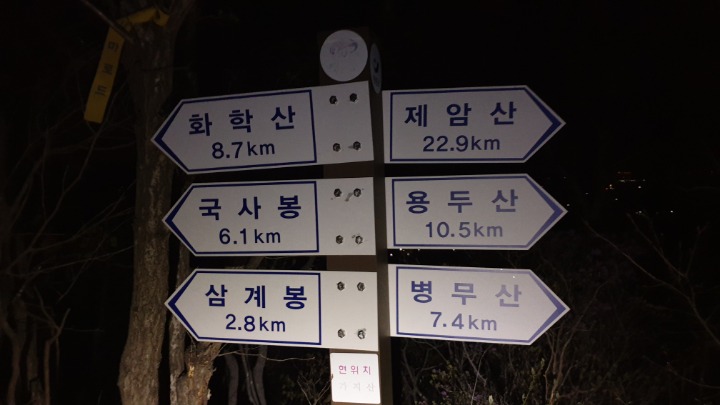 화학산
8.7km
제암산
22.9km
국사봉
6.1km
용두산
10.5km
삼계봉
2.8km
병무산
7.4km
현위치